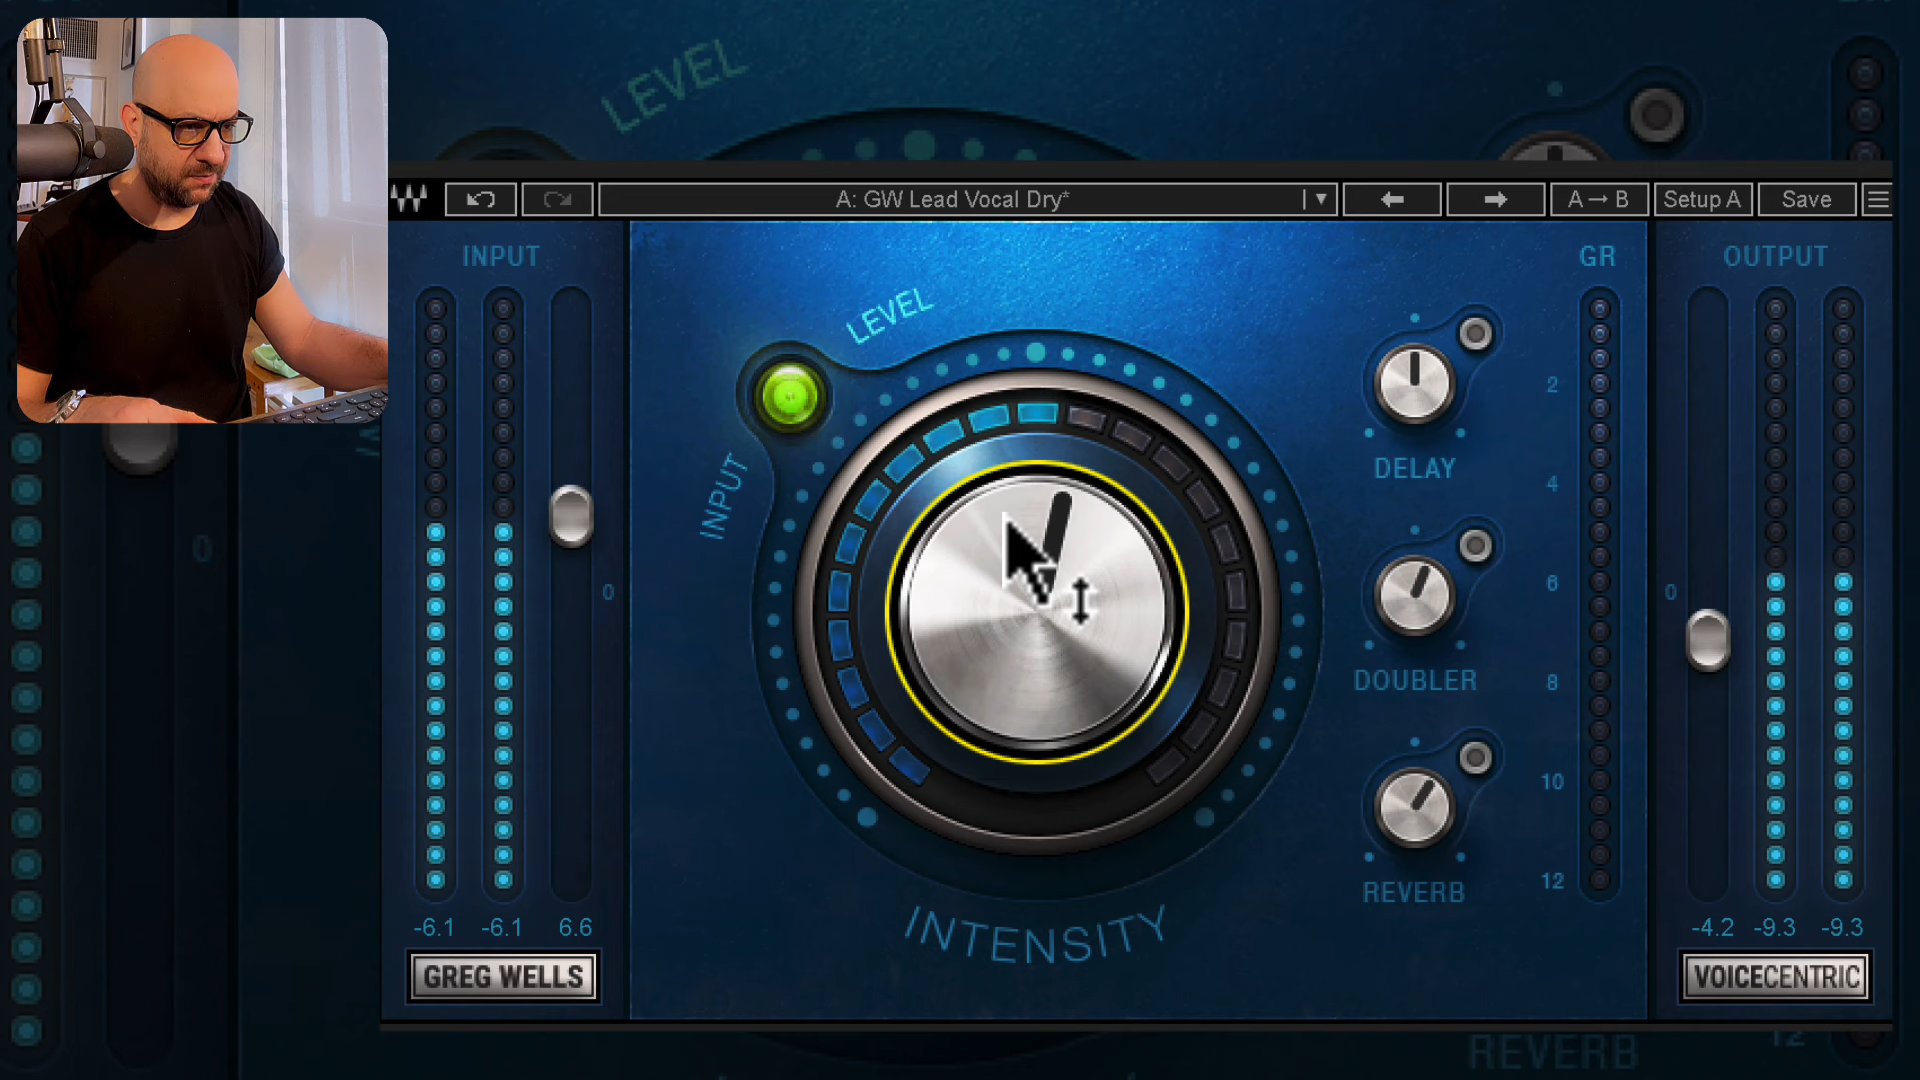 LEVEL
A: GW Lead Vocal Dry*
A→B
Setup A
Save
INPUT
GR
OUTPUT
LEVEL
INPUT
DELAY
DOUBLER
REVERB
INTENSITY
2
4
6
8
10
12
0
0
0
-6.1 -6.1 6.6
-4.2 -9.3 -9.3
GREG WELLS
VOICECENTRIC
REVERB
12